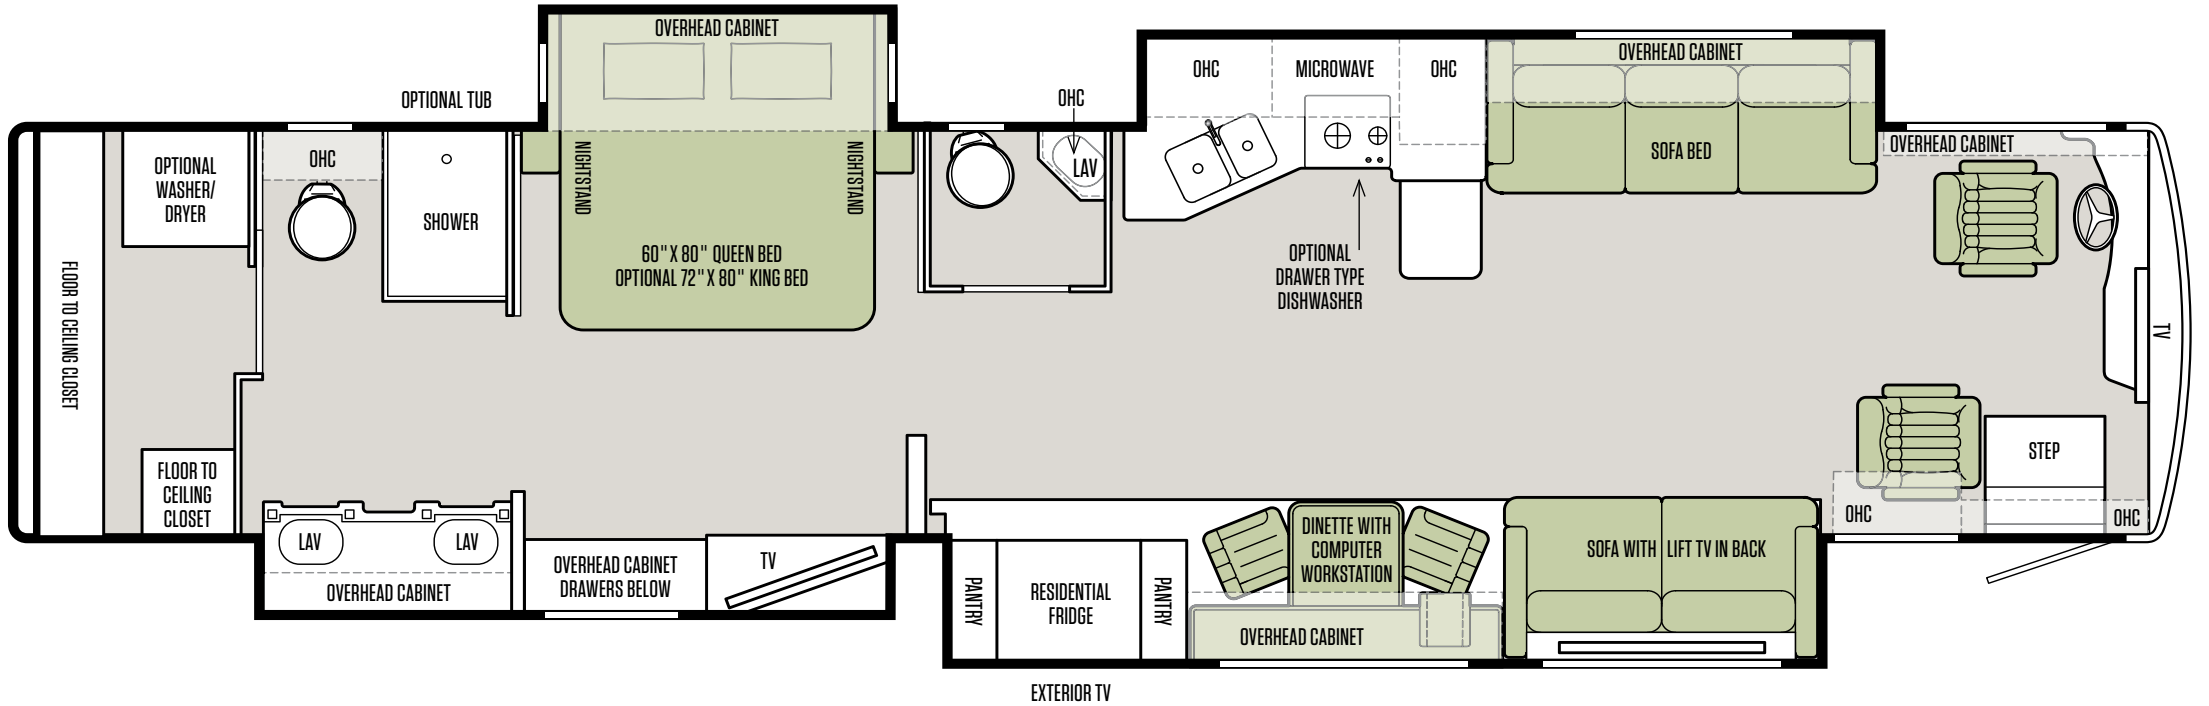 OVERHEAD CABINET
OPTIONAL TUB
OPTIONAL
WASHER/
DRYER
OHC
SHOWER
NIGHTSTAND
NIGHTSTAND
60" X 80" QUEEN BED
OPTIONAL 72" X 80" KING BED
OHC
LAV
OHC
MICROWAVE
OHC
OPTIONAL
DRAWER TYPE
DISHWASHER
OVERHEAD CABINET
SOFA BED
OVERHEAD CABINET
TV
FLOOR TO CEILING CLOSET
FLOOR TO
CEILING
CLOSET
LAV
LAV
OVERHEAD CABINET
OVERHEAD CABINET
DRAWERS BELOW
TV
PANTRY
RESIDENTIAL
FRIDGE
PANTRY
DINETTE WITH
COMPUTER
WORKSTATION
OVERHEAD CABINET
SOFA WITH LIFT TV IN BACK
OHC
STEP
OHC
EXTERIOR TV